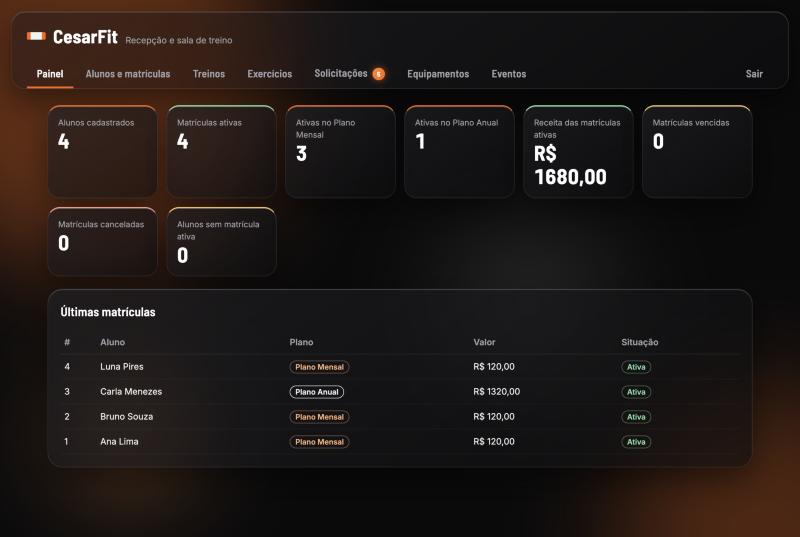 CesarFit Recepção e sala de treino
Painel Alunos e matrículas Treinos Exercícios Solicitações Equipamentos Eventos Sair
Alunos cadastrados
4
Matrículas ativas
4
Ativas no Plano
Mensal
3
Ativas no Plano Anual
1
Receita das matrículas
ativas
R$
1680,00
Matrículas vencidas
0
Matrículas canceladas
0
Alunos sem matrícula
ativa
0
Últimas matrículas
# Aluno Plano Valor Situação
4 Luna Pires Plano Mensal R$ 120,00 Ativa
3 Carla Menezes Plano Anual R$ 1320,00 Ativa
2 Bruno Souza Plano Mensal R$ 120,00 Ativa
1 Ana Lima Plano Mensal R$ 120,00 Ativa